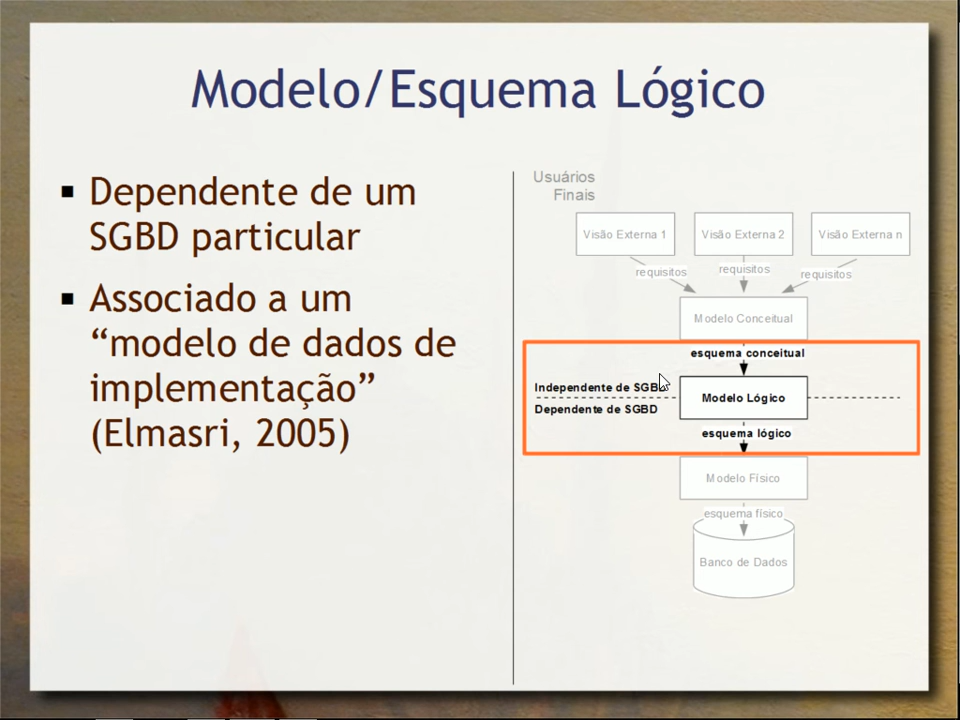 Modelo/Esquema Lógico
Dependente de um
SGBD particular
Associado a um
“modelo de dados de
implementação”
(Elmasri, 2005)
Usuários
Finais
Visão Externa 1
Visão Externa 2
Visão Externa n
requisitos
requisitos
requisitos
Modelo Conceitual
esquema conceitual
Independente de SGBD
Modelo Lógico
Dependente de SGBD
esquema lógico
Modelo Físico
esquema físico
Banco de Dados